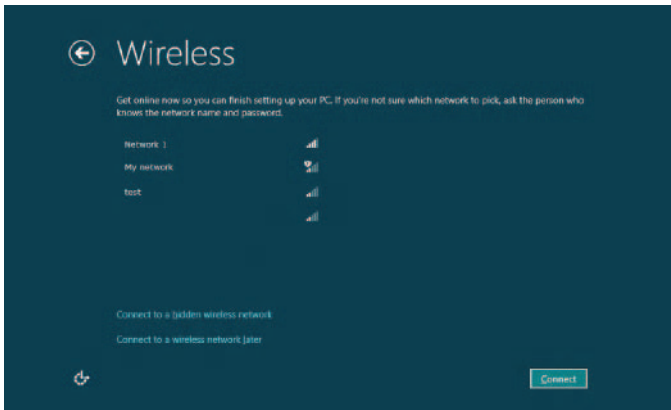 Wireless
Get online now so you can finish setting up your PC. If you're not sure which network to pick, ask the person who
knows the network name and password.
Network 1
My network
test
Connect to a hidden wireless network
Connect to a wireless network later
Connect